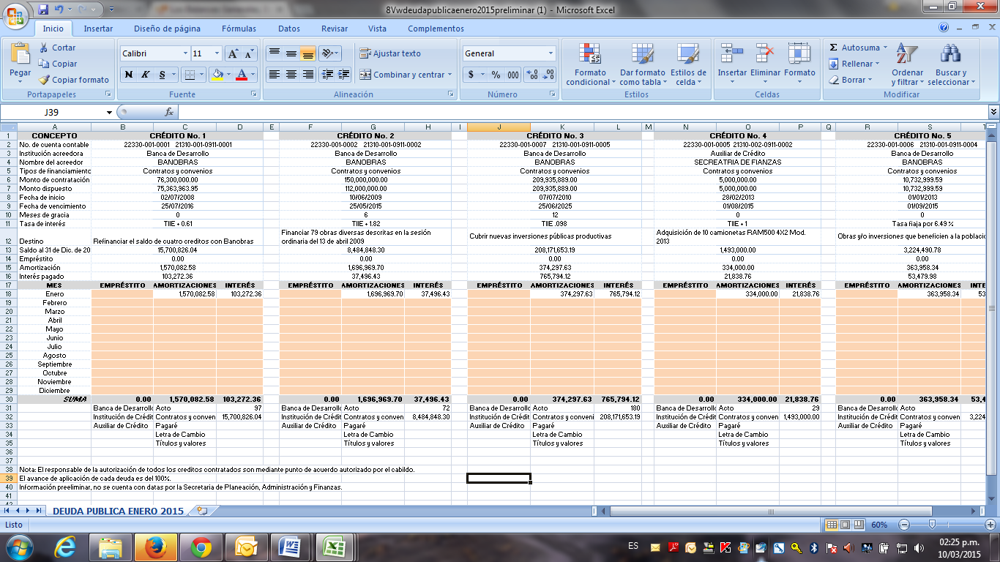 8Vwdeudapublicaenero2015preliminar (1) - Microsoft Excel
Inicio Insertar Diseño de página Fórmulas Datos Revisar Vista Complementos
Pegar Cortar Copiar Copiar formato Portapapeles
Calibri 11 N K S Fuente
Ajustar texto Combinar y centrar Alineación
General $ % 000 Número
Formato condicional Dar formato como tabla Estilos de celda Estilos
Insertar Eliminar Formato Celdas
Autosuma Rellenar Borrar Ordenar y filtrar Buscar y seleccionar Modificar
J39 fx
A B C D E F G H I J K L M N O P Q R S T
1 CONCEPTO CRÉDITO No. 1 CRÉDITO No. 2 CRÉDITO No. 3 CRÉDITO No. 4 CRÉDITO No. 5
2 No. de cuenta contable 22330-001-0001 21310-001-0911-0001 22330-001-0002 21310-001-0911-0002 22330-001-0007 21310-001-0911-0005 22330-001-0005 21310-002-0911-0002 22330-001-0006 21310-001-0911-0004
3 Institución acreedora Banca de Desarrollo Banca de Desarrollo Banca de Desarrollo Auxiliar de Crédito Banca de Desarrollo
4 Nombre del acreedor BANOBRAS BANOBRAS BANOBRAS SECREATRIA DE FIANZAS BANOBRAS
5 Tipos de financiamiento Contratos y convenios Contratos y convenios Contratos y convenios Contratos y convenios Contratos y convenios
6 Monto de contratación 76,300,000.00 150,000,000.00 209,935,889.00 5,000,000.00 10,732,999.59
7 Monto dispuesto 75,363,963.95 112,000,000.00 209,935,889.00 5,000,000.00 10,732,999.59
8 Fecha de inicio 02/07/2008 10/06/2009 07/07/2010 28/02/2013 01/01/2013
9 Fecha de vencimiento 25/07/2016 25/05/2015 25/06/2025 01/08/2015 01/09/2015
10 Meses de gracia 0 6 12 0 0
11 Tasa de interés TIIE + 0.61 TIIE + 1.82 TIIE .098 TIIE + 1 Tasa fiaja por 6.49 %
12 Destino Refinanciar el saldo de cuatro creditos con Banobras Financiar 79 obras diversas descritas en la sesión ordinaria del 13 de abril 2009 Cubrir nuevas inversiones públicas productivas Adquisición de 10 camionetas RAM500 4X2 Mod. 2013 Obras y/o inversiones que beneficien a la poblacio
13 Saldo al 31 de Dic. de 20 15,700,826.04 8,484,848.30 208,171,653.19 1,493,000.00 3,224,490.78
14 Empréstito 0.00 0.00 0.00 0.00 0.00
15 Amortización 1,570,082.58 1,696,969.70 374,297.63 334,000.00 363,958.34
16 Interés pagado 103,272.36 37,496.43 765,794.12 21,838.76 53,479.98
17 MES EMPRÉSTITO AMORTIZACIONES INTERÉS EMPRÉSTITO AMORTIZACIONES INTERÉS EMPRÉSTITO AMORTIZACIONES INTERÉS EMPRÉSTITO AMORTIZACIONES INTERÉS EMPRÉSTITO AMORTIZACIONES INTE
18 Enero 1,570,082.58 103,272.36 1,696,969.70 37,496.43 374,297.63 765,794.12 334,000.00 21,838.76 363,958.34 53
19 Febrero
20 Marzo
21 Abril
22 Mayo
23 Junio
24 Julio
25 Agosto
26 Septiembre
27 Octubre
28 Noviembre
29 Diciembre
30 SUMA 0.00 1,570,082.58 103,272.36 0.00 1,696,969.70 37,496.43 0.00 374,297.63 765,794.12 0.00 334,000.00 21,838.76 0.00 363,958.34 53,4
31 Banca de Desarrollo Acto 97 Banca de Desarrollo Acto 72 Banca de Desarrollo Acto 180 Banca de Desarrollo Acto 29 Banca de Desarrollo Acto
32 Institución de Crédit Contratos y conven 15,700,826.04 Institución de Crédit Contratos y conven 8,484,848.30 Institución de Crédit Contratos y conveni 208,171,653.19 Institución de Crédit Contratos y conven 1,493,000.00 Institución de Crédit Contratos y conven 3,224
33 Auxiliar de Crédito Pagaré Auxiliar de Crédito Pagaré Auxiliar de Crédito Pagaré Auxiliar de Crédito Pagaré Auxiliar de Crédito Pagaré
34 Letra de Cambio Letra de Cambio Letra de Cambio Letra de Cambio Letra de Cambio
35 Títulos y valores Títulos y valores Títulos y valores Títulos y valores Títulos y valores
36
37
38 Nota: El responsable de la autorización de todos los creditos contratados son mediante punto de acuerdo autorizado por el cabildo.
39 El avance de aplicación de cada deuda es del 100%.
40 Información preeliminar, no se cuenta con datas por la Secretaria de Planeación, Administración y Finanzas.
41
DEUDA PUBLICA ENERO 2015
Listo 60%
ES 02:25 p.m.
10/03/2015